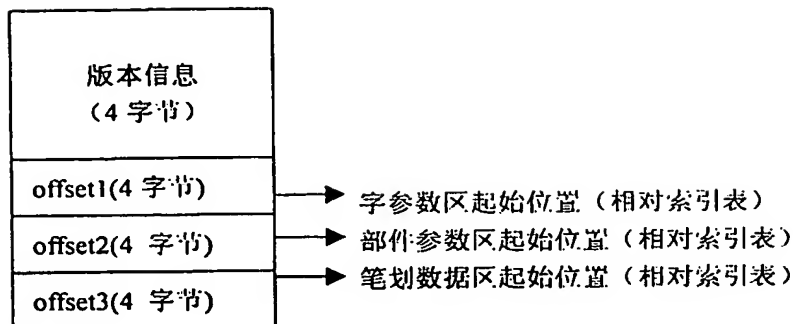 版本信息
（4 字节）
offset1(4 字节)
字参数区起始位置（相对索引表）
offset2(4 字节)
部件参数区起始位置（相对索引表）
笔划数据区起始位置（相对索引表）
offset3(4 字节)